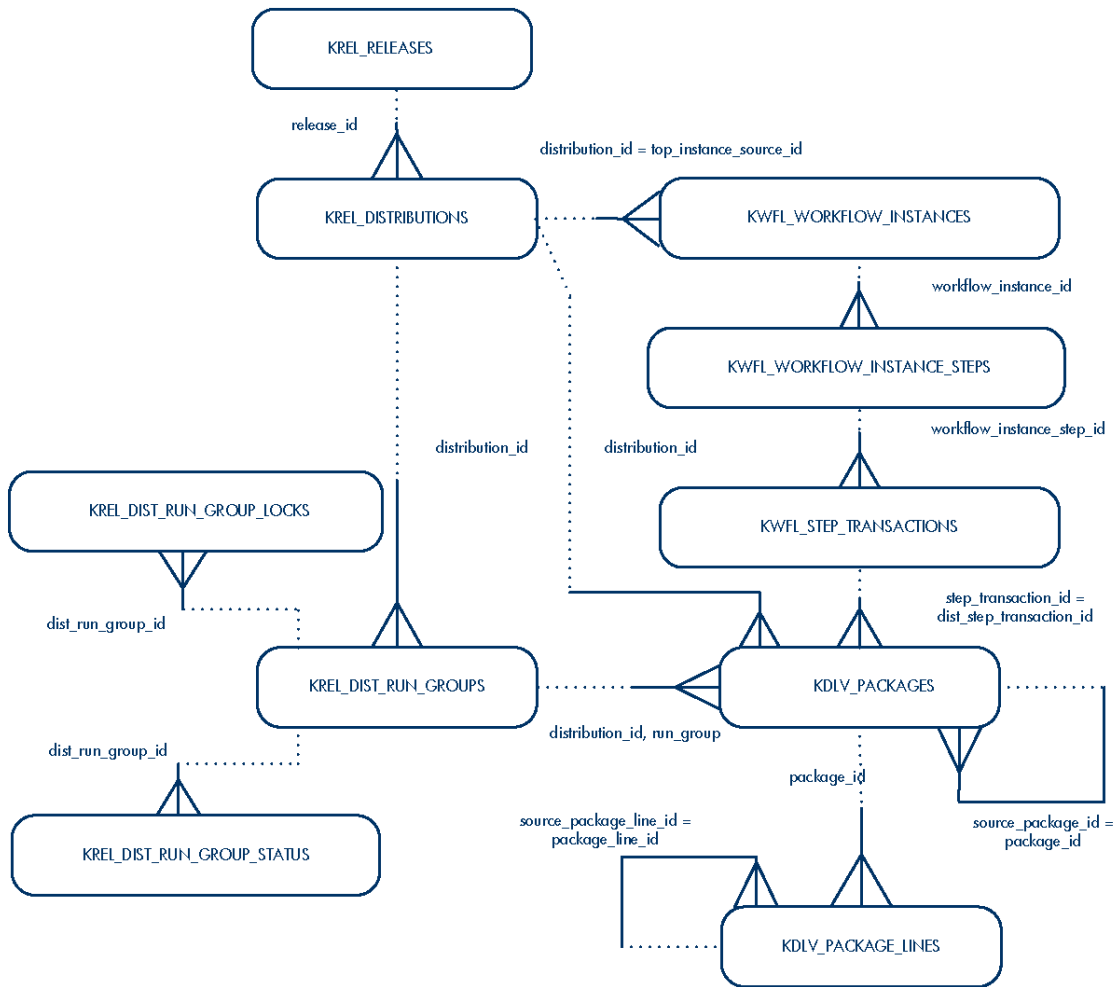 KREL_RELEASES
release_id
distribution_id = top_instance_source_id
KREL_DISTRIBUTIONS
KWFL_WORKFLOW_INSTANCES
workflow_instance_id
KWFL_WORKFLOW_INSTANCE_STEPS
workflow_instance_step_id
distribution_id
distribution_id
KREL_DIST_RUN_GROUP_LOCKS
KWFL_STEP_TRANSACTIONS
step_transaction_id =
dist_step_transaction_id
dist_run_group_id
KREL_DIST_RUN_GROUPS
KDLV_PACKAGES
distribution_id, run_group
dist_run_group_id
package_id
source_package_line_id =
package_line_id
source_package_id =
package_id
KREL_DIST_RUN_GROUP_STATUS
KDLV_PACKAGE_LINES